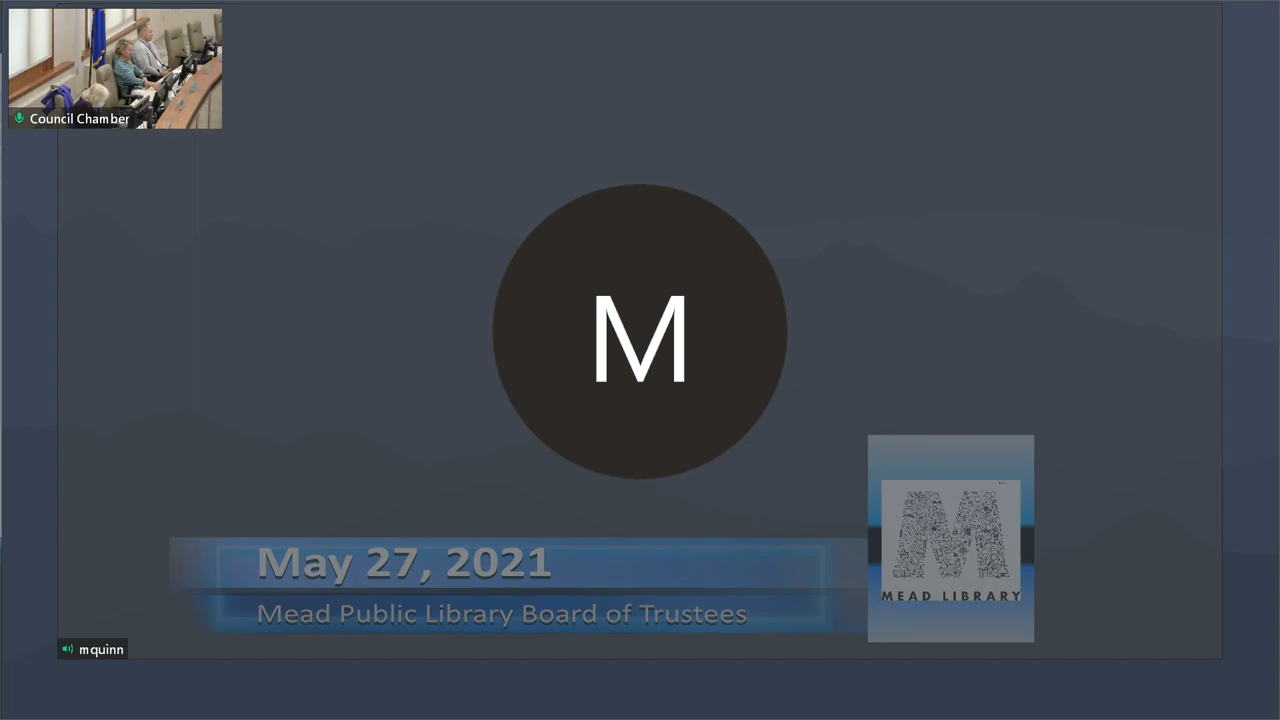 Council Chamber
M
May 27, 2021
Mead Public Library Board of Trustees
MEAD LIBRARY
mquinn